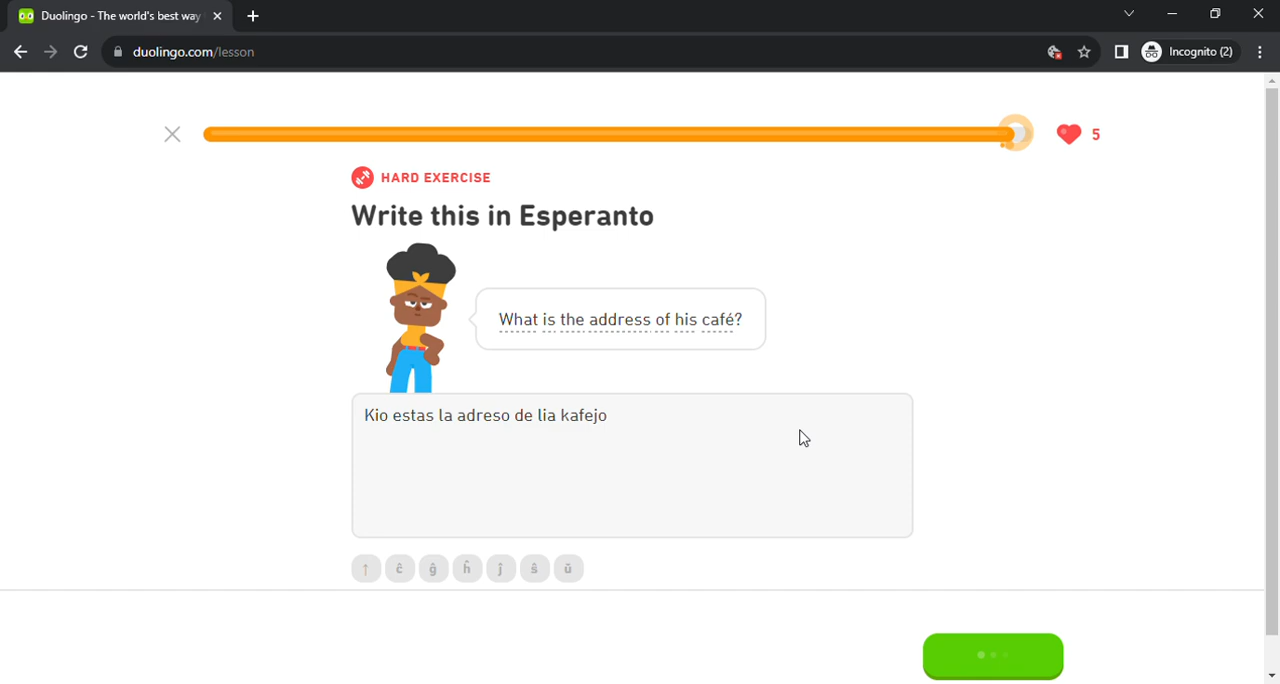 Duolingo - The world's best way
duolingo.com/lesson
Incognito (2)
5
HARD EXERCISE
Write this in Esperanto
What is the address of his café?
Kio estas la adreso de lia kafejo
↑ ĉ ĝ ĥ ĵ ŝ ŭ